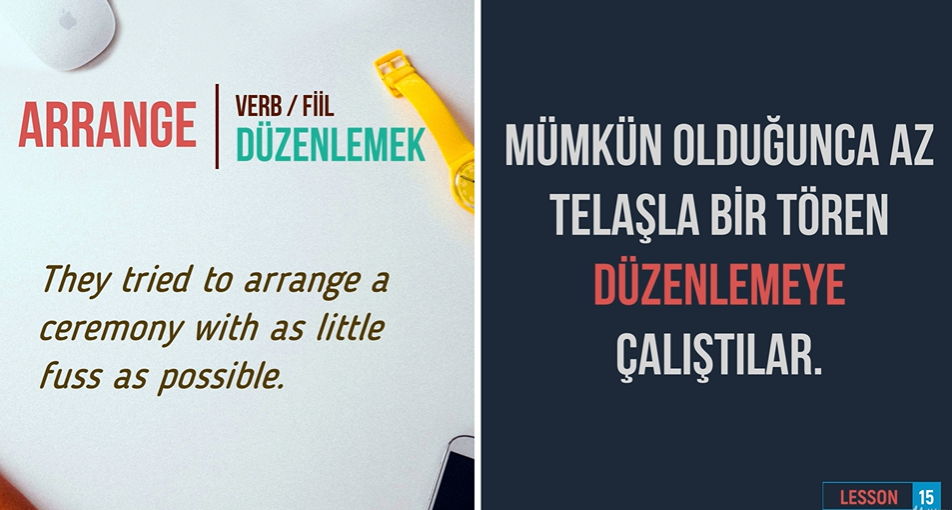 ARRANGE
VERB / FİİL
DÜZENLEMEK
They tried to arrange a
ceremony with as little
fuss as possible.
MÜMKÜN OLDUĞUNCA AZ
TELAŞLA BİR TÖREN
DÜZENLEMEYE
ÇALIŞTILAR.
LESSON 15